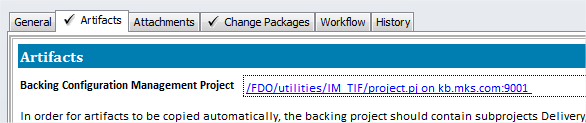 General Artifacts Attachments Change Packages Workflow History
Artifacts
Backing Configuration Management Project /FDO/utilities/IM_TIF/project.pj on kb.mks.com:9001
In order for artifacts to be copied automatically, the backing project should contain subprojects Delivery